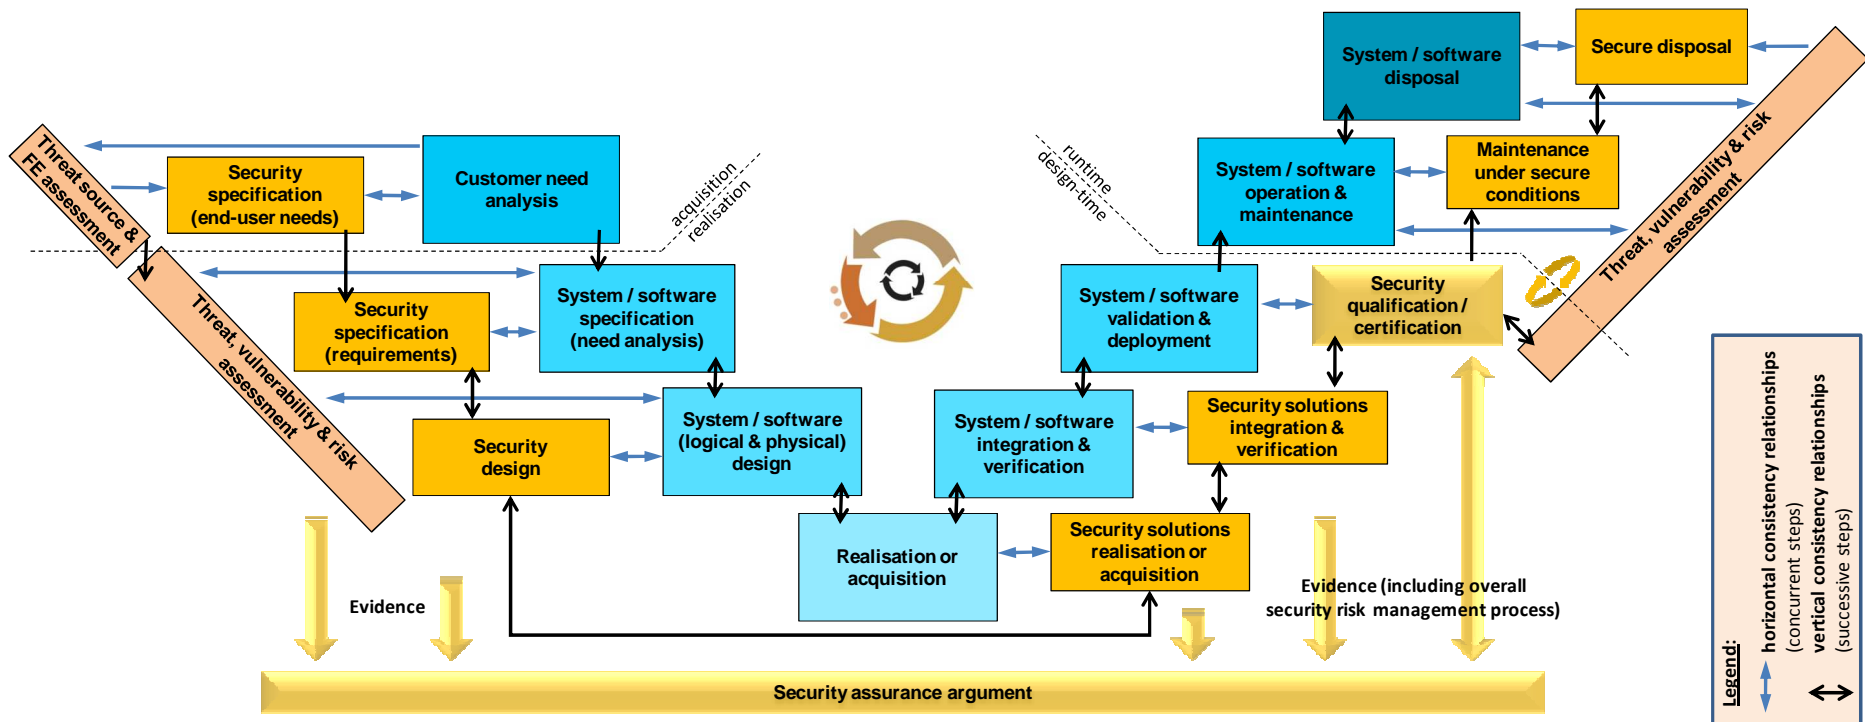 Threat source &
FE assessment
Security
specification
(end-user needs)
Customer need
analysis
acquisition
realisation
Threat, vulnerability & risk
assessment
Security
specification
(requirements)
System / software
specification
(need analysis)
Security
design
System / software
(logical & physical)
design
Realisation or
acquisition
Security solutions
realisation or
acquisition
System / software
integration &
verification
Security solutions
integration &
verification
System / software
validation &
deployment
Security
qualification /
certification
runtime
design-time
System / software
operation &
maintenance
Maintenance
under secure
conditions
System / software
disposal
Secure disposal
Threat, vulnerability & risk
assessment
Evidence
Evidence (including overall
security risk management process)
Security assurance argument
Legend:
horizontal consistency relationships
(concurrent steps)
vertical consistency relationships
(successive steps)